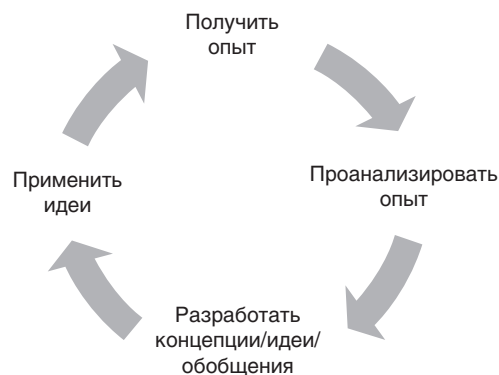 Получить
опыт
Проанализировать
опыт
Разработать
концепции/идеи/
обобщения
Применить
идеи